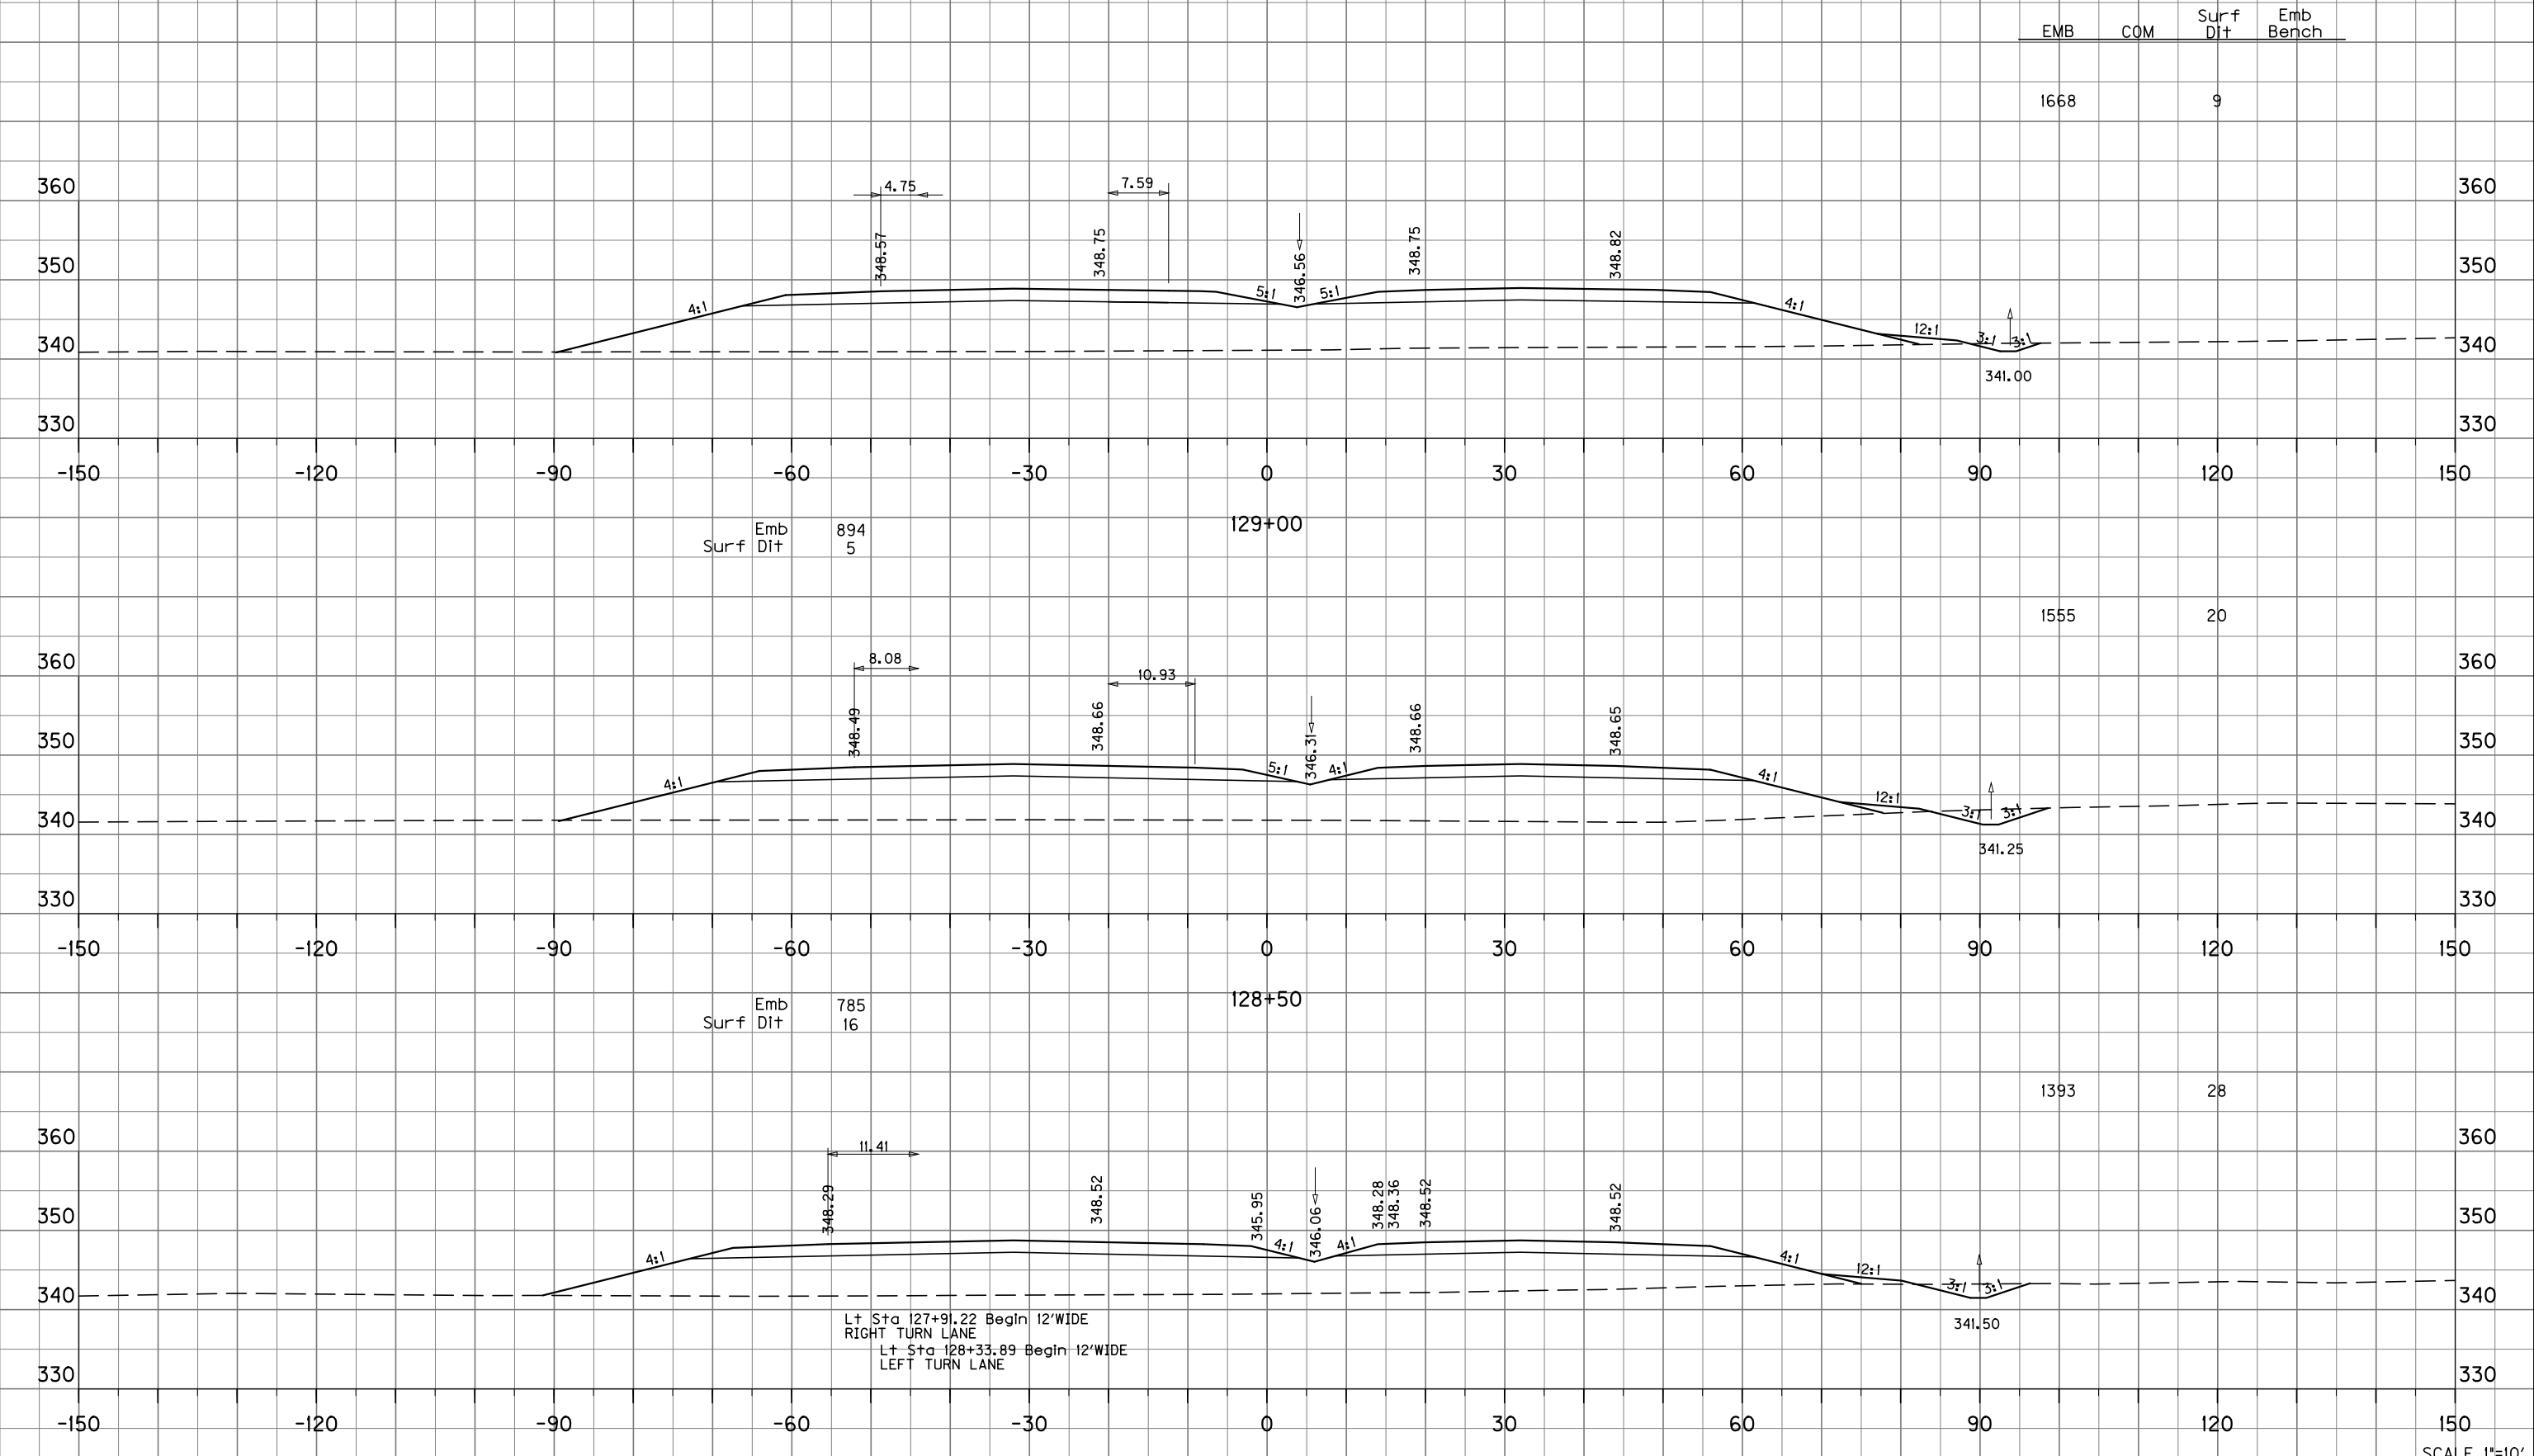 Surf Emb
EMB COM Dit Bench
1668 9
360 4.75 7.59 360
348.57 348.75 346.56 348.75 348.82
350 350
4:1 5:1 5:1 4:1 12:1 3:1 3:1
340 340
341.00
330 330
-150 -120 -90 -60 -30 0 30 60 90 120 150
129+00
Emb 894
Surf Dit 5
1555 20
360 8.08 10.93 360
348.49 348.66 346.31 348.66 348.65
350 350
4:1 5:1 4:1 4:1 12:1 3:1 3:1
340 340
341.25
330 330
-150 -120 -90 -60 -30 0 30 60 90 120 150
128+50
Emb 785
Surf Dit 16
1393 28
360 11.41 360
348.29 348.52 345.95 346.06 348.28 348.36 348.52 348.52
350 350
4:1 4:1 4:1 4:1 12:1 3:1 3:1
340 340
341.50
Lt Sta 127+91.22 Begin 12'WIDE
RIGHT TURN LANE
Lt Sta 128+33.89 Begin 12'WIDE
LEFT TURN LANE
330 330
-150 -120 -90 -60 -30 0 30 60 90 120 150
SCALE 1"=10'